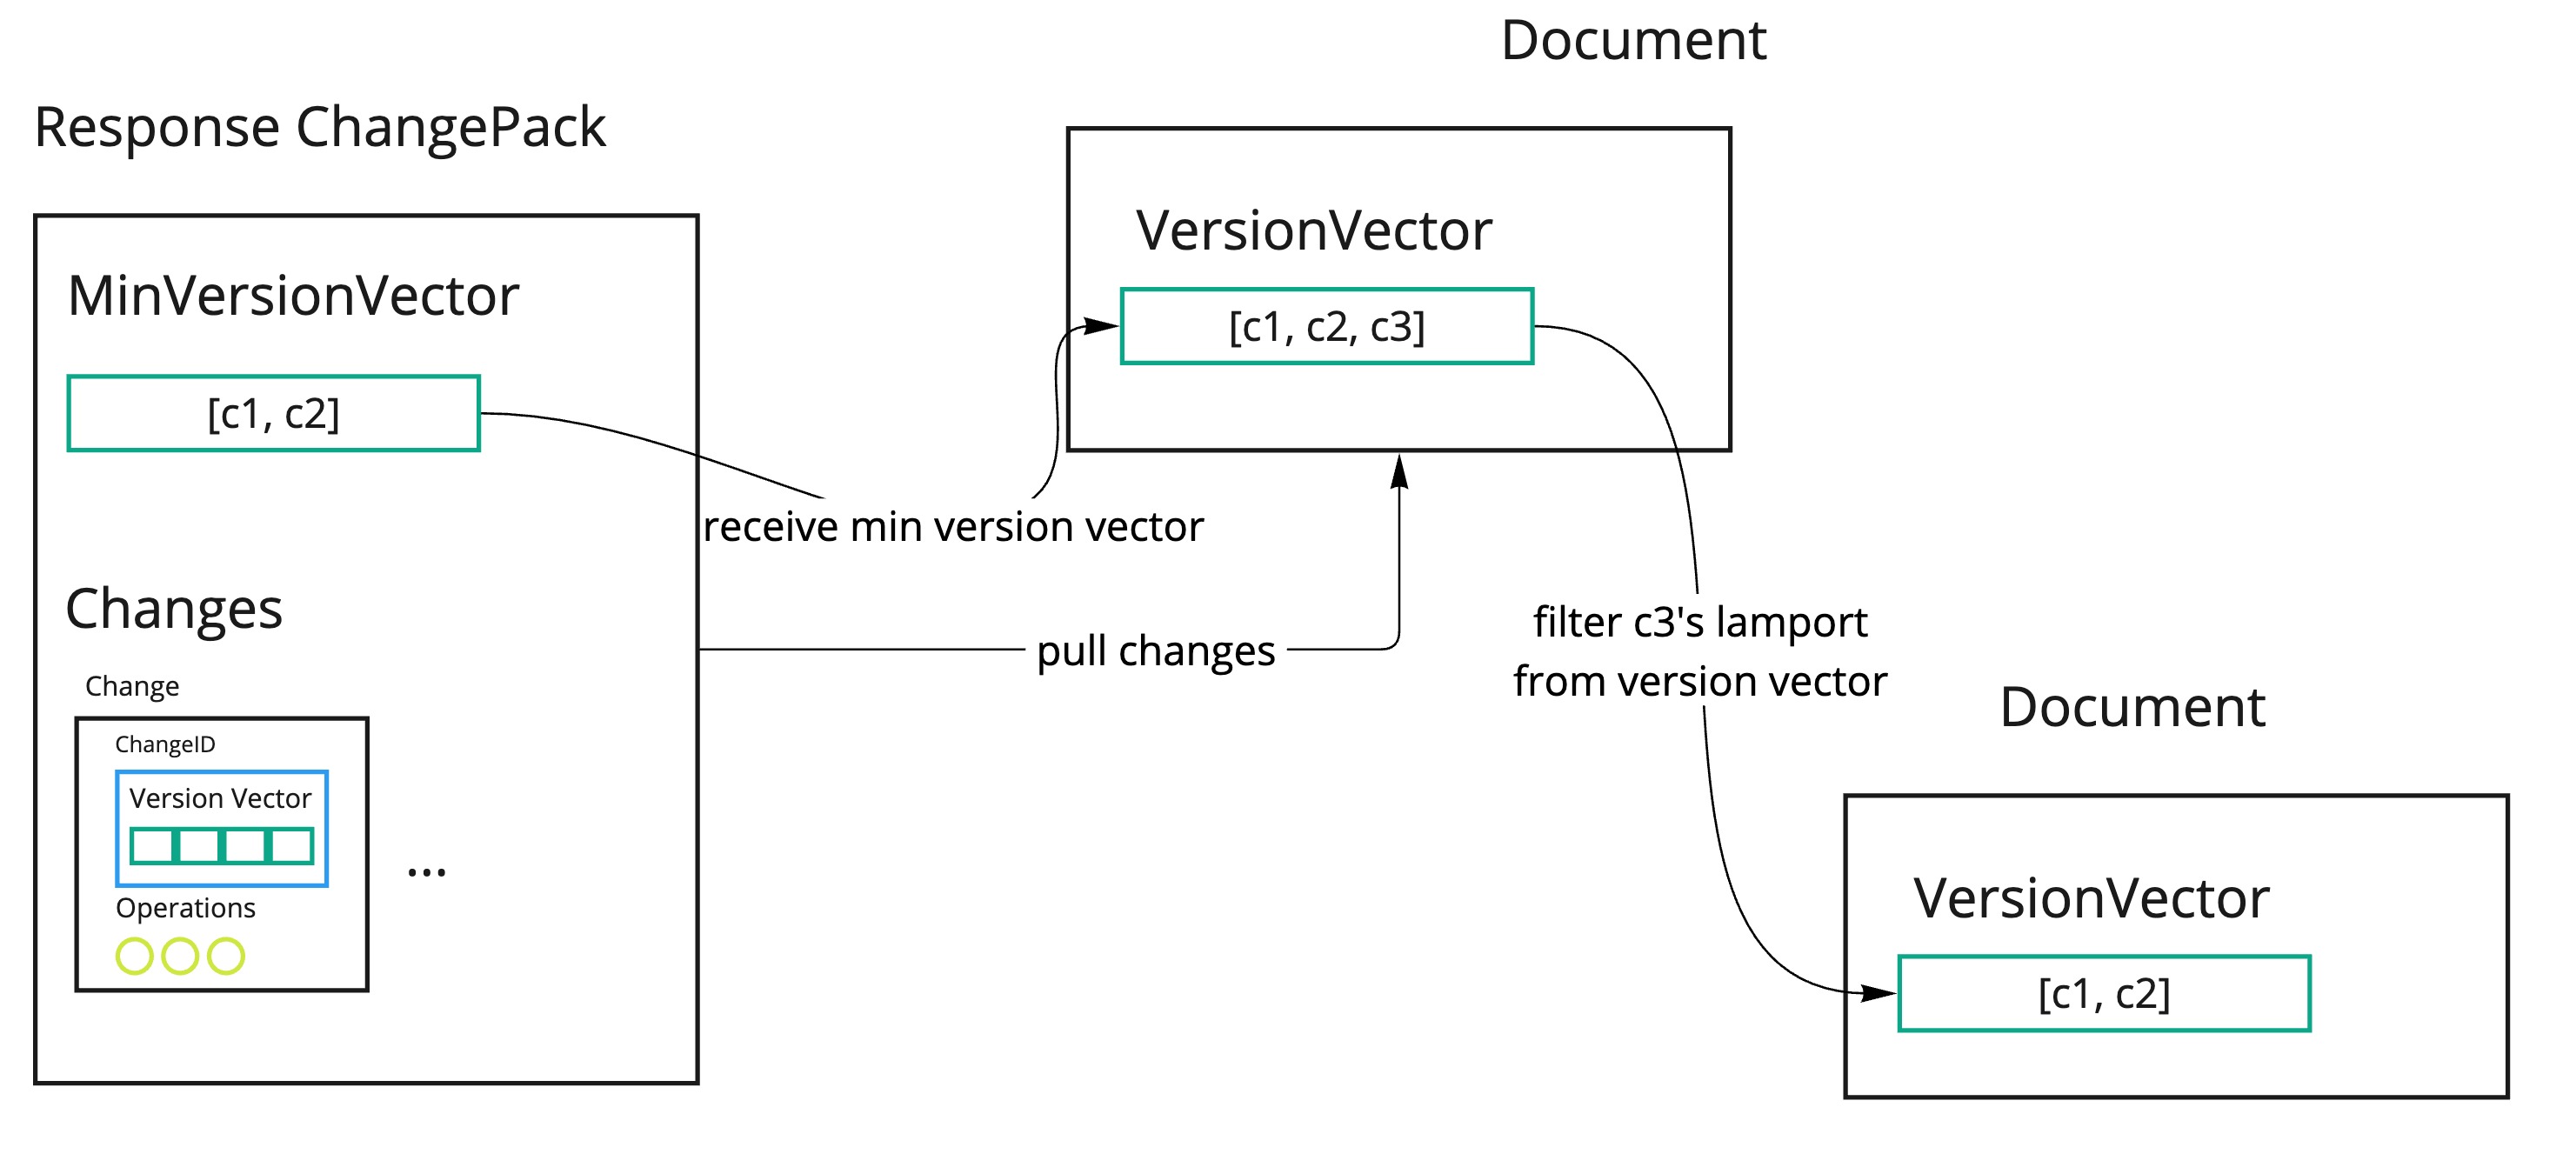 Response ChangePack
MinVersionVector
[c1, c2]
Changes
Change
ChangeID
Version Vector
Operations
...
receive min version vector
pull changes
Document
VersionVector
[c1, c2, c3]
filter c3's lamport
from version vector
Document
VersionVector
[c1, c2]